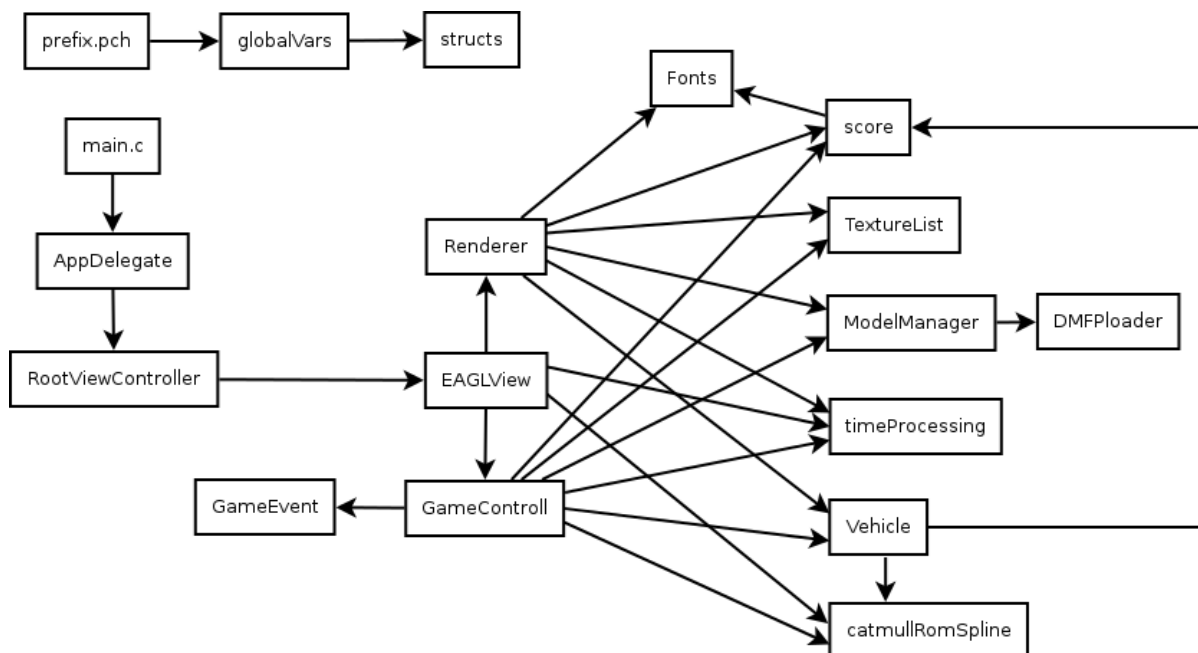 prefix.pch
globalVars
structs
Fonts
score
main.c
TextureList
Renderer
AppDelegate
ModelManager
DMFPloader
RootViewController
EAGLView
timeProcessing
GameEvent
GameControll
Vehicle
catmullRomSpline